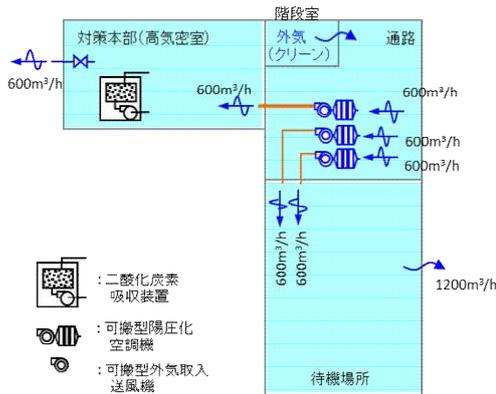 階段室
対策本部(高気密室)
外気
(クリーン)
通路
600m³/h
600m³/h
600m³/h
600m³/h
600m³/h
600m³/h
600m³/h
1200m³/h
:二酸化炭素
吸収装置
:可搬型陽圧化
空調機
:可搬型外気取入
送風機
待機場所